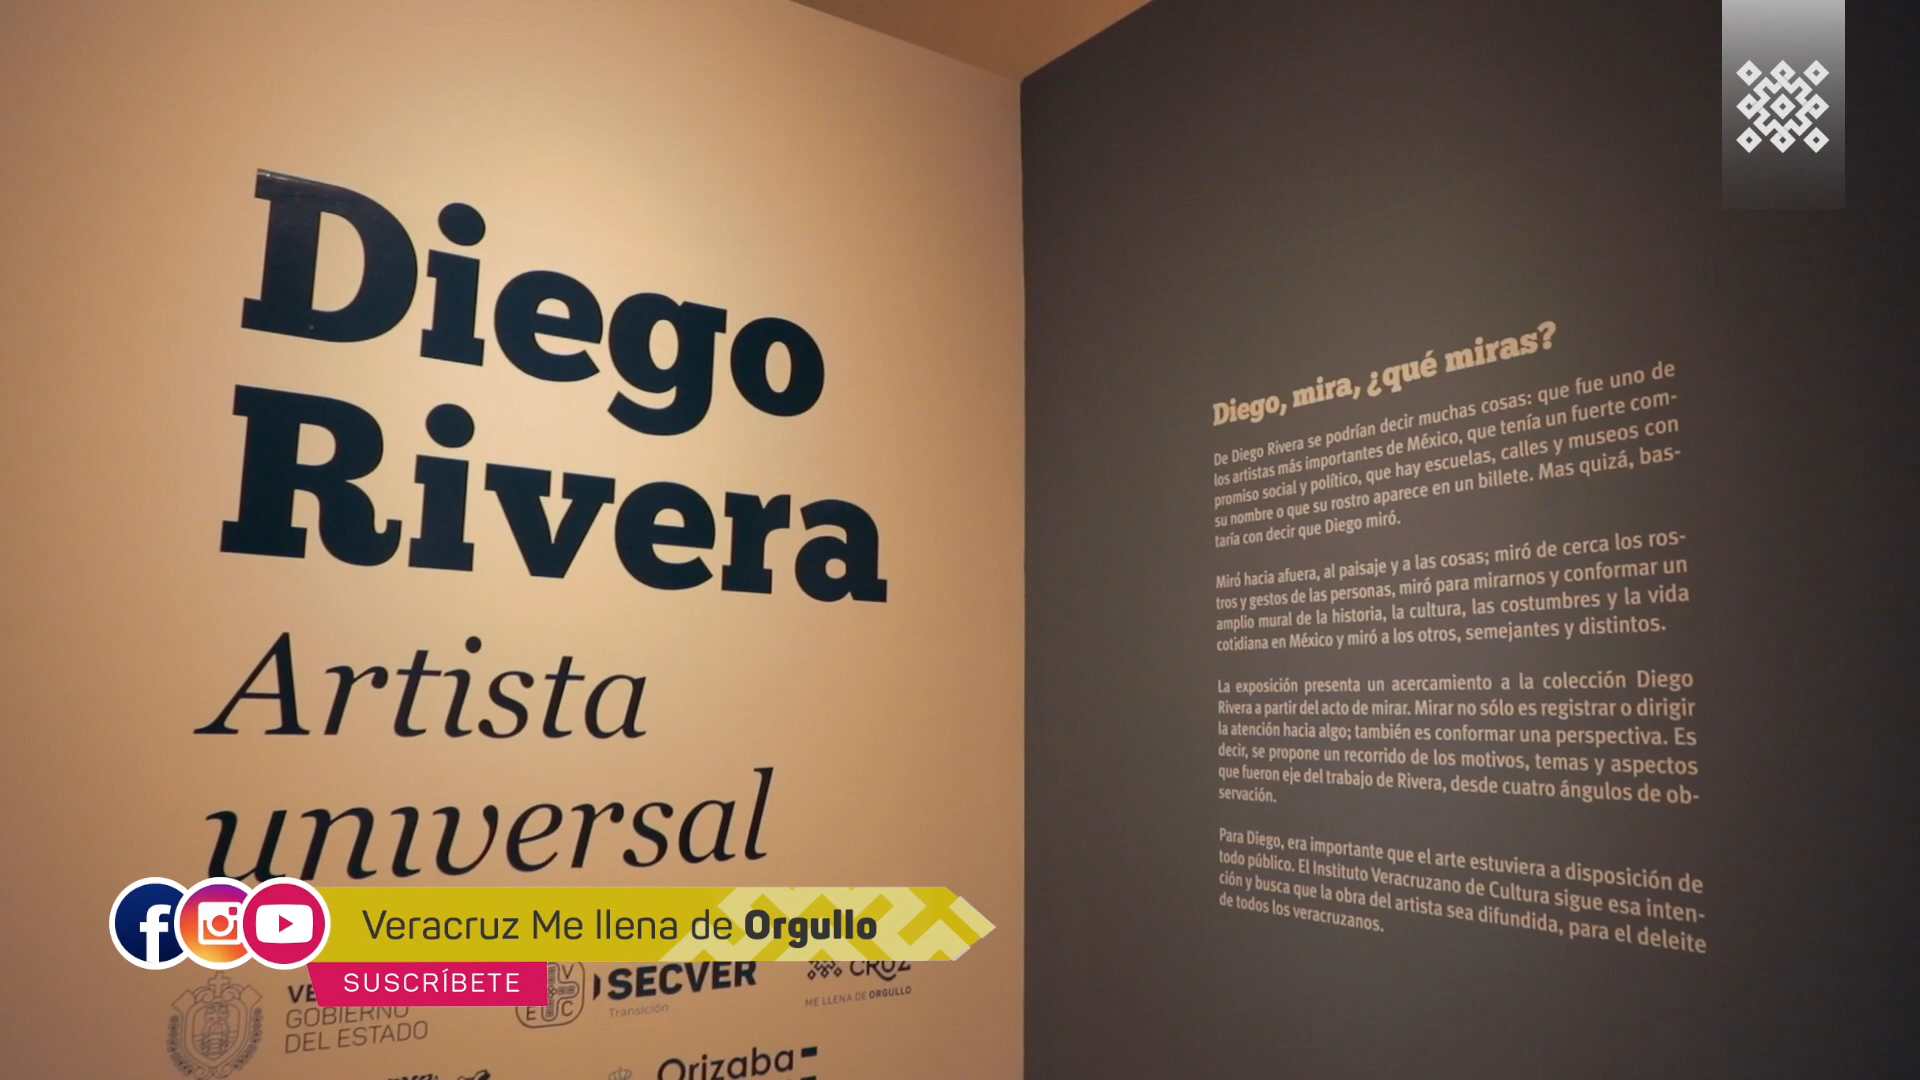 Diego
Rivera
Artista
universal
Veracruz Me llena de Orgullo
SUSCRÍBETE
GOBIERNO
DEL ESTADO
V
E C
SECVER
Transición
CRUZ
ME LLENA DE ORGULLO
Orizaba
Diego, mira, ¿qué miras?
De Diego Rivera se podrían decir muchas cosas: que fue uno de
los artistas más importantes de México, que tenía un fuerte com-
promiso social y político, que hay escuelas, calles y museos con
su nombre o que su rostro aparece en un billete. Mas quizá, bas-
taría con decir que Diego miró.
Miró hacia afuera, al paisaje y a las cosas; miró de cerca los ros-
tros y gestos de las personas, miró para mirarnos y conformar un
amplio mural de la historia, la cultura, las costumbres y la vida
cotidiana en México y miró a los otros, semejantes y distintos.
La exposición presenta un acercamiento a la colección Diego
Rivera a partir del acto de mirar. Mirar no sólo es registrar o dirigir
la atención hacia algo; también es conformar una perspectiva. Es
decir, se propone un recorrido de los motivos, temas y aspectos
que fueron eje del trabajo de Rivera, desde cuatro ángulos de ob-
servación.
Para Diego, era importante que el arte estuviera a disposición de
todo público. El Instituto Veracruzano de Cultura sigue esa inten-
ción y busca que la obra del artista sea difundida, para el deleite
de todos los veracruzanos.